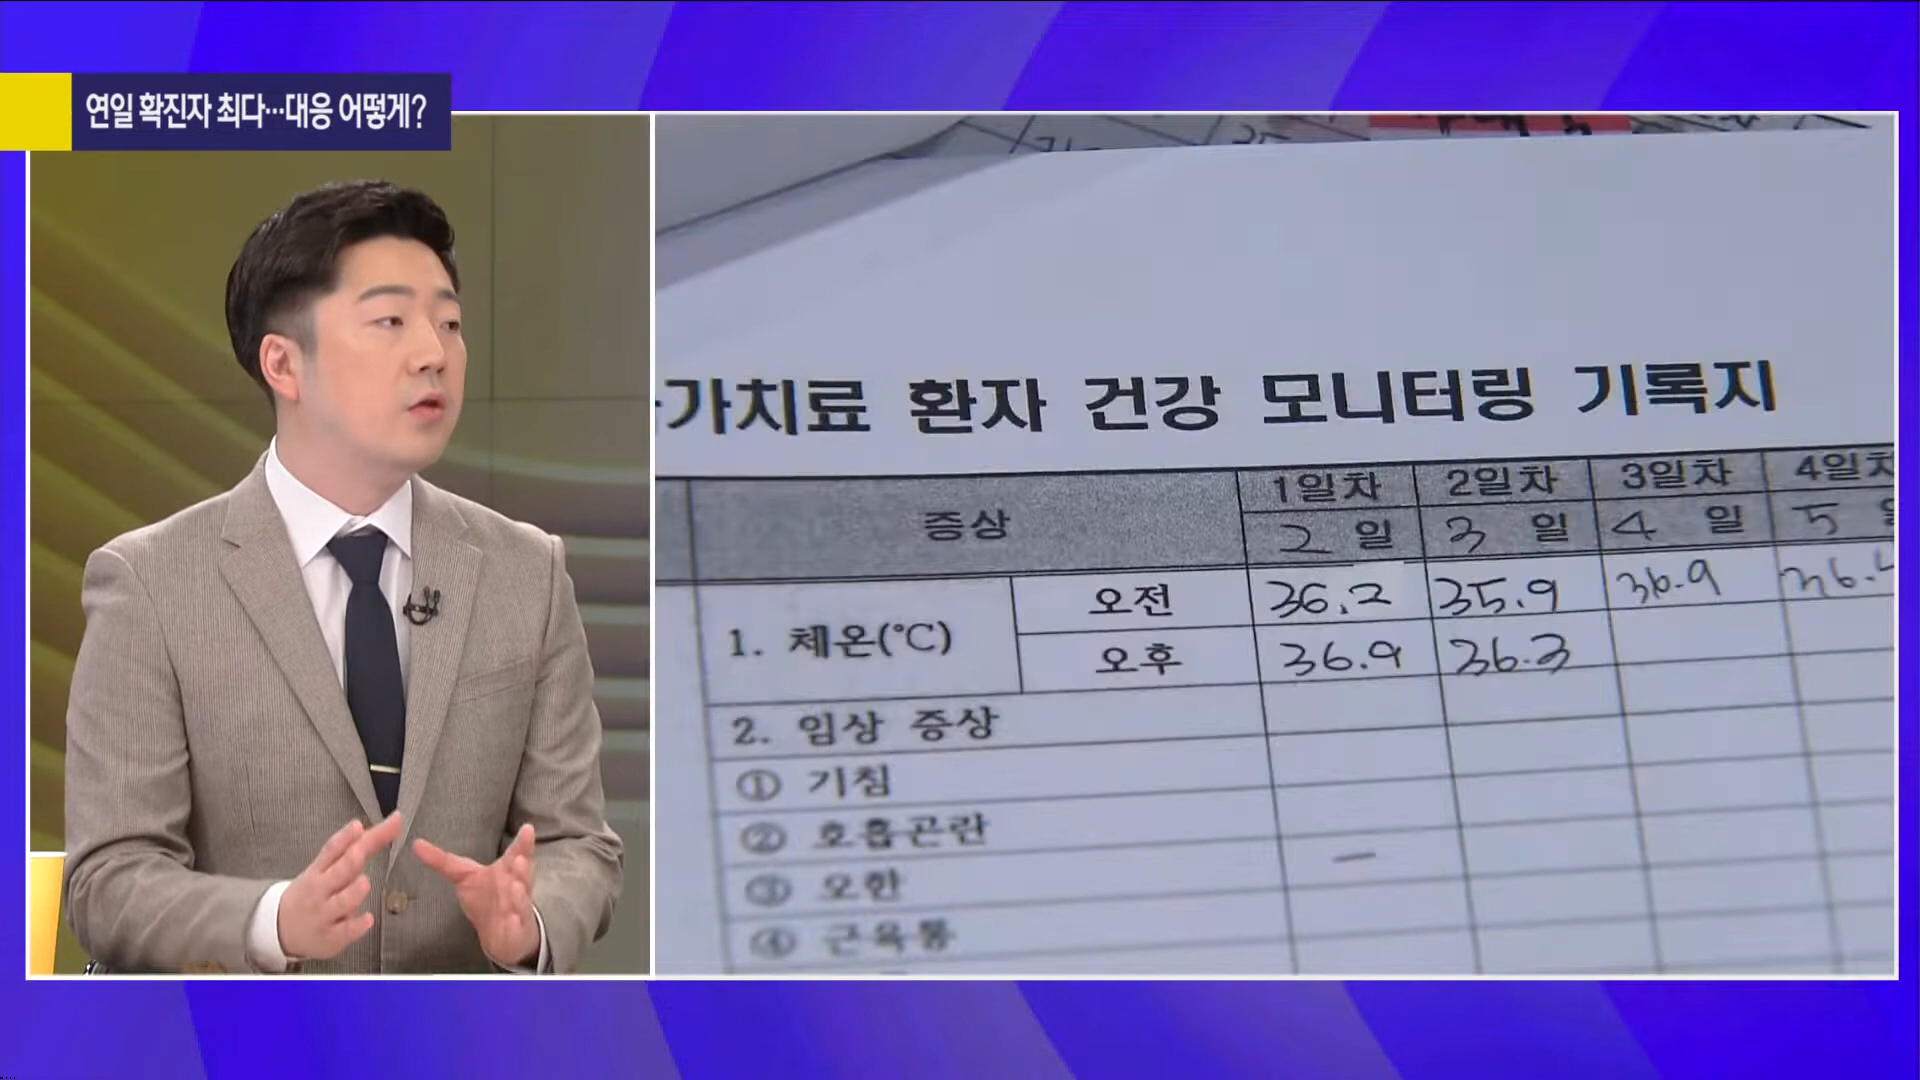 연일 확진자 최다…대응 어떻게?
가치료 환자 건강 모니터링 기록지
증상 1일차 2일차 3일차 4일차
2 일 3 일 4 일 5
1. 체온(℃) 오전 36.2 35.9 36.9
오후 36.9 36.3
2. 임상 증상
① 기침
② 호흡곤란
③ 오한
④ 근육통